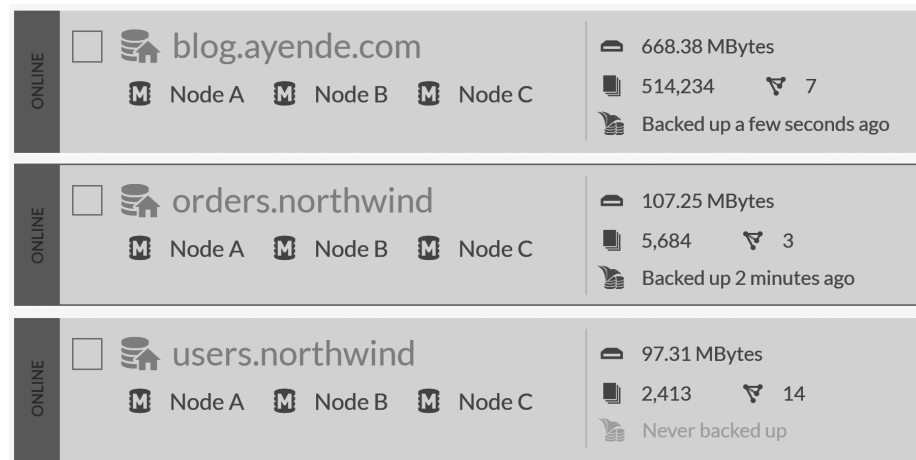 ONLINE
blog.ayende.com
M Node A M Node B M Node C
668.38 MBytes
514,234 7
Backed up a few seconds ago
ONLINE
orders.northwind
M Node A M Node B M Node C
107.25 MBytes
5,684 3
Backed up 2 minutes ago
ONLINE
users.northwind
M Node A M Node B M Node C
97.31 MBytes
2,413 14
Never backed up